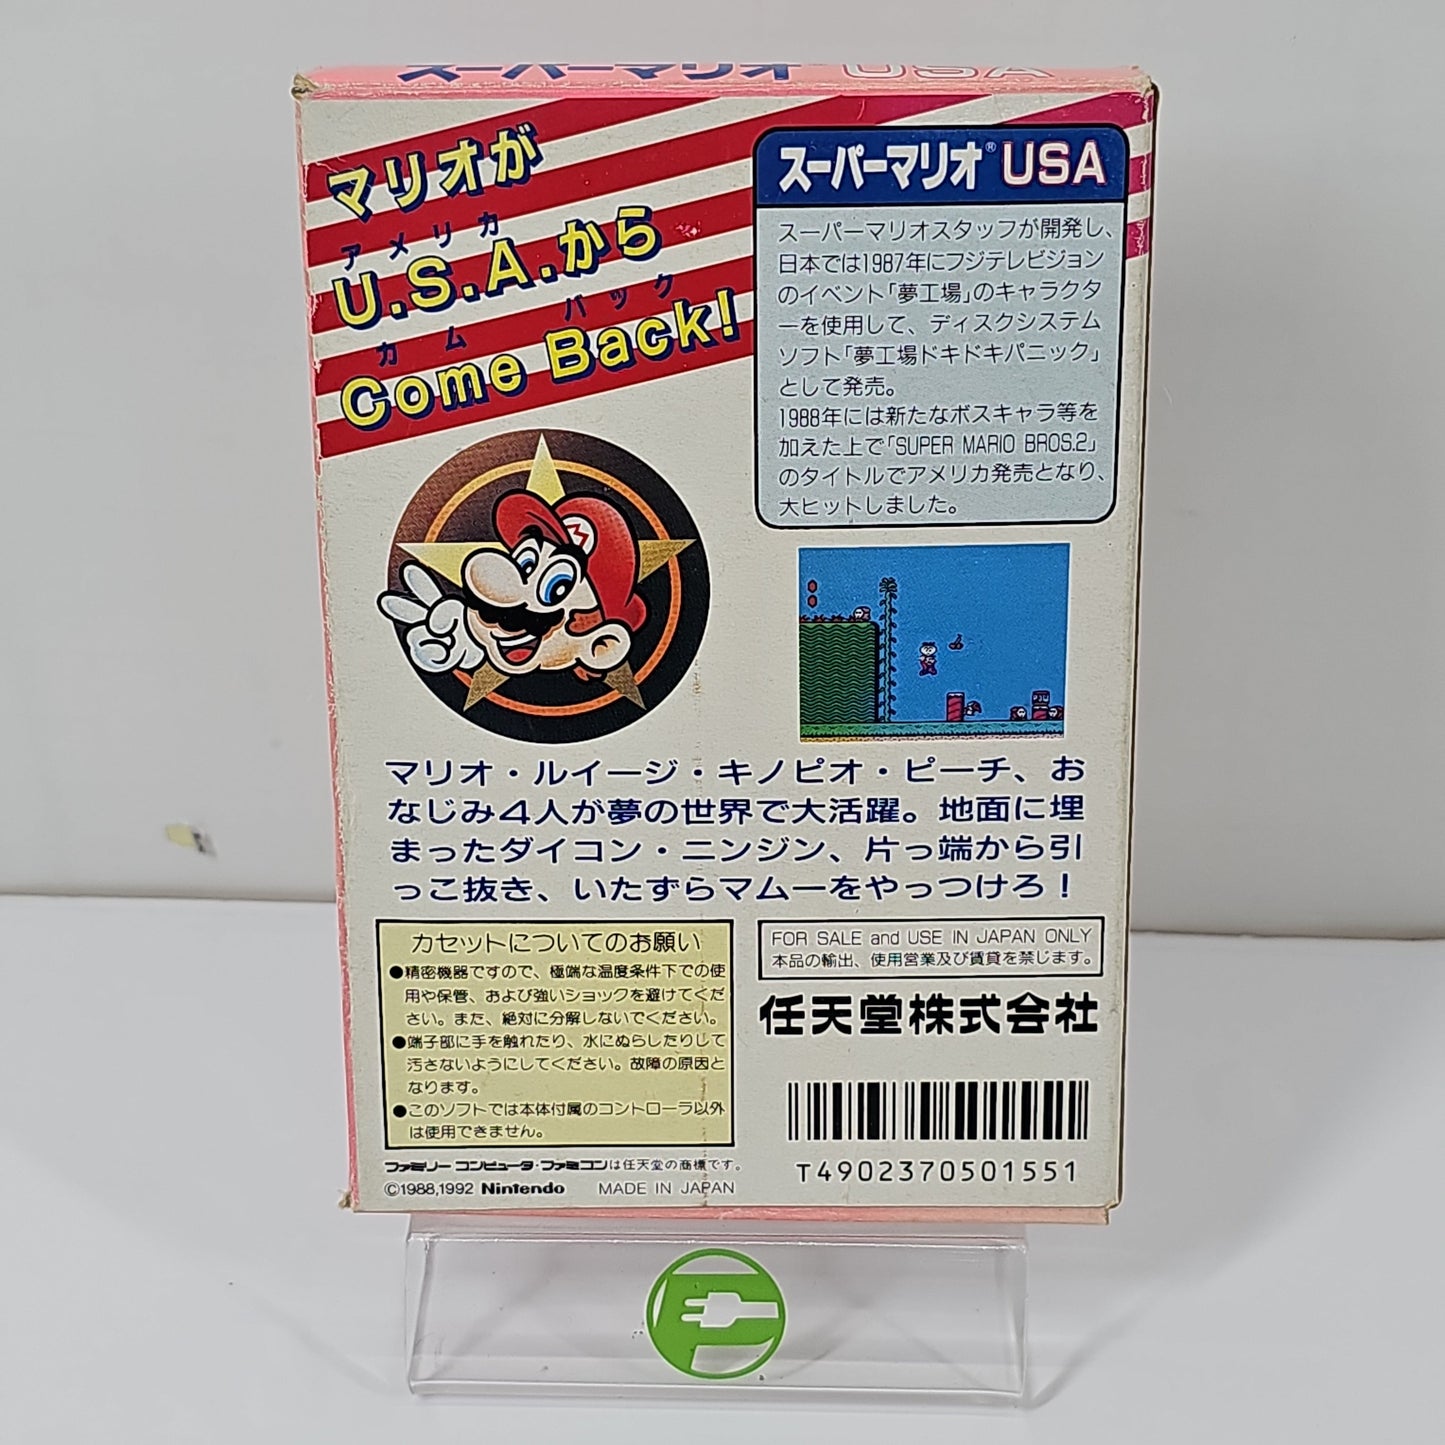 スーパーマリオ USA
マリオが
アメリカ
U.S.A.から
カムバック
Come Back!
スーパーマリオ® USA
スーパーマリオスタッフが開発し、
日本では1987年にフジテレビジョン
のイベント「夢工場」のキャラクタ
ーを使用して、ディスクシステム
ソフト「夢工場ドキドキパニック」
として発売。
1988年には新たなボスキャラ等を
加えた上で「SUPER MARIO BROS.2」
のタイトルでアメリカ発売となり、
大ヒットしました。
マリオ・ルイージ・キノピオ・ピーチ、お
なじみ4人が夢の世界で大活躍。地面に埋
まったダイコン・ニンジン、片っ端から引
っこ抜き、いたずらマムーをやっつけろ！
カセットについてのお願い
●精密機器ですので、極端な温度条件下での使
用や保管、および強いショックを避けてくだ
さい。また、絶対に分解しないでください。
●端子部に手を触れたり、水にぬらしたりして
汚さないようにしてください。故障の原因と
なります。
●このソフトでは本体付属のコントローラ以外
は使用できません。
ファミリーコンピュータ・ファミコンは任天堂の商標です。
©1988,1992 Nintendo MADE IN JAPAN
FOR SALE and USE IN JAPAN ONLY
本品の輸出、使用営業及び賃貸を禁じます。
任天堂株式会社
T4902370501551